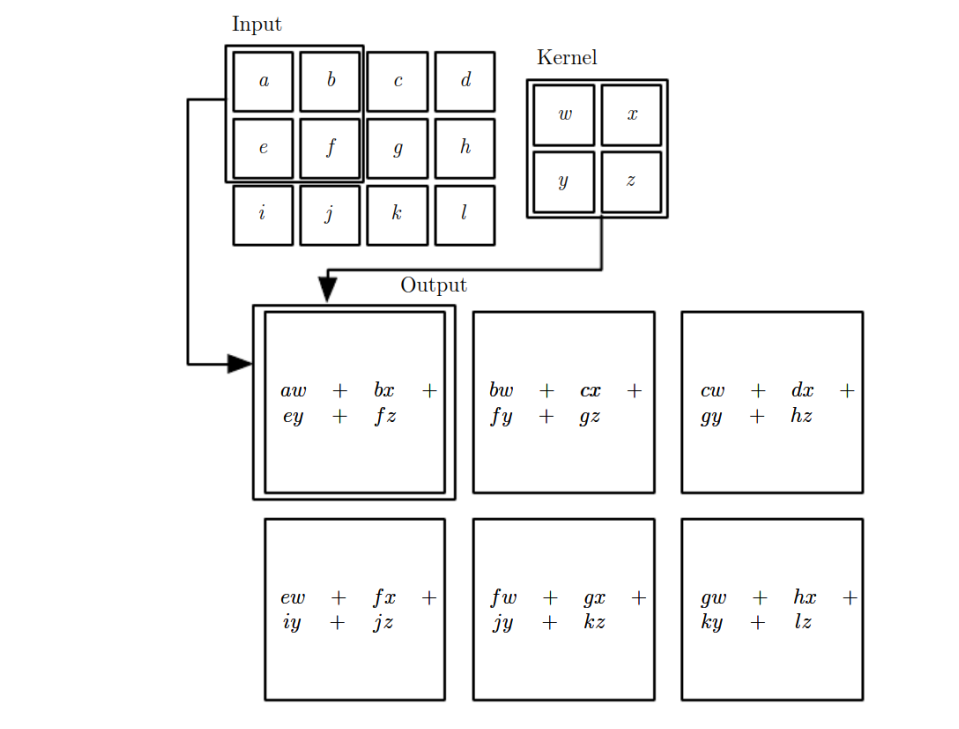 Input
Kernel
a b c d
w x
e f g h
y z
i j k l
Output
aw + bx +
ey + fz
bw + cx +
fy + gz
cw + dx +
gy + hz
ew + fx +
iy + jz
fw + gx +
jy + kz
gw + hx +
ky + lz